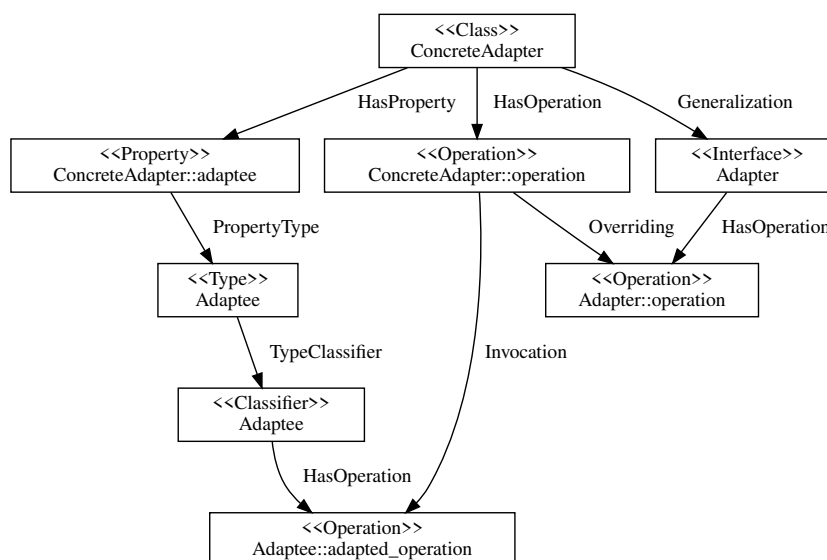 <<Class>>
ConcreteAdapter
HasProperty
HasOperation
Generalization
<<Property>>
ConcreteAdapter::adaptee
<<Operation>>
ConcreteAdapter::operation
<<Interface>>
Adapter
PropertyType
Overriding
HasOperation
<<Type>>
Adaptee
<<Operation>>
Adapter::operation
TypeClassifier
Invocation
<<Classifier>>
Adaptee
HasOperation
<<Operation>>
Adaptee::adapted_operation